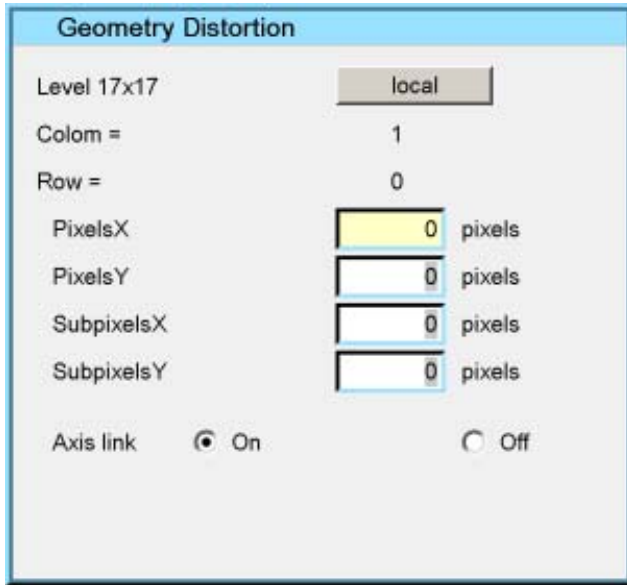 Geometry Distortion
Level 17x17 local
Colom = 1
Row = 0
PixelsX 0 pixels
PixelsY 0 pixels
SubpixelsX 0 pixels
SubpixelsY 0 pixels
Axis link On Off